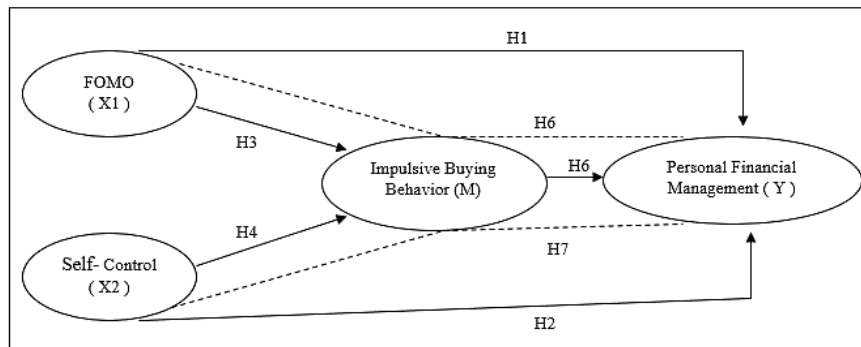 H1
FOMO
( X1 )
H3
H6
Impulsive Buying
Behavior (M)
H6
Personal Financial
Management ( Y )
H4
Self- Control
( X2 )
H7
H2